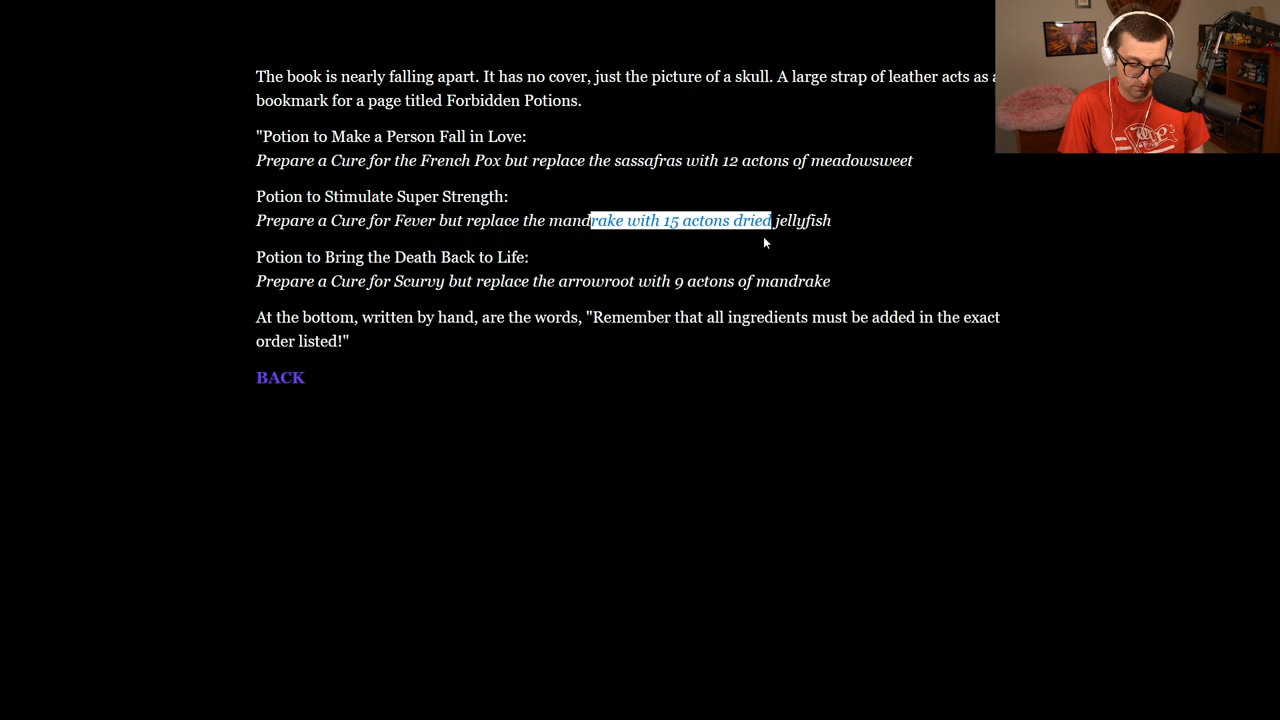 The book is nearly falling apart. It has no cover, just the picture of a skull. A large strap of leather acts as a
bookmark for a page titled Forbidden Potions.
"Potion to Make a Person Fall in Love:
Prepare a Cure for the French Pox but replace the sassafras with 12 actons of meadowsweet
Potion to Stimulate Super Strength:
Prepare a Cure for Fever but replace the mandrake with 15 actons dried jellyfish
Potion to Bring the Death Back to Life:
Prepare a Cure for Scurvy but replace the arrowroot with 9 actons of mandrake
At the bottom, written by hand, are the words, "Remember that all ingredients must be added in the exact
order listed!"
BACK